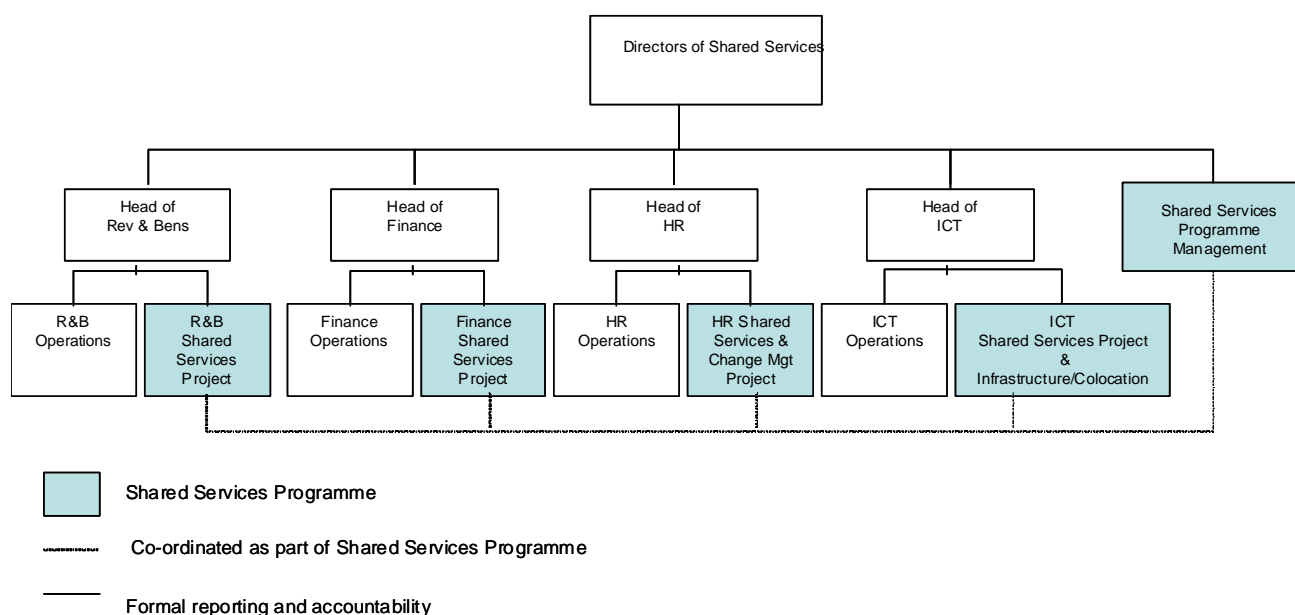 Directors of Shared Services
Head of
Rev & Bens
Head of
Finance
Head of
HR
Head of
ICT
Shared Services
Programme
Management
R&B
Operations
R&B
Shared
Services
Project
Finance
Operations
Finance
Shared
Services
Project
HR
Operations
HR Shared
Services &
Change Mgt
Project
ICT
Operations
ICT
Shared Services Project
&
Infrastructure/Colocation
Shared Services Programme
Co-ordinated as part of Shared Services Programme
Formal reporting and accountability